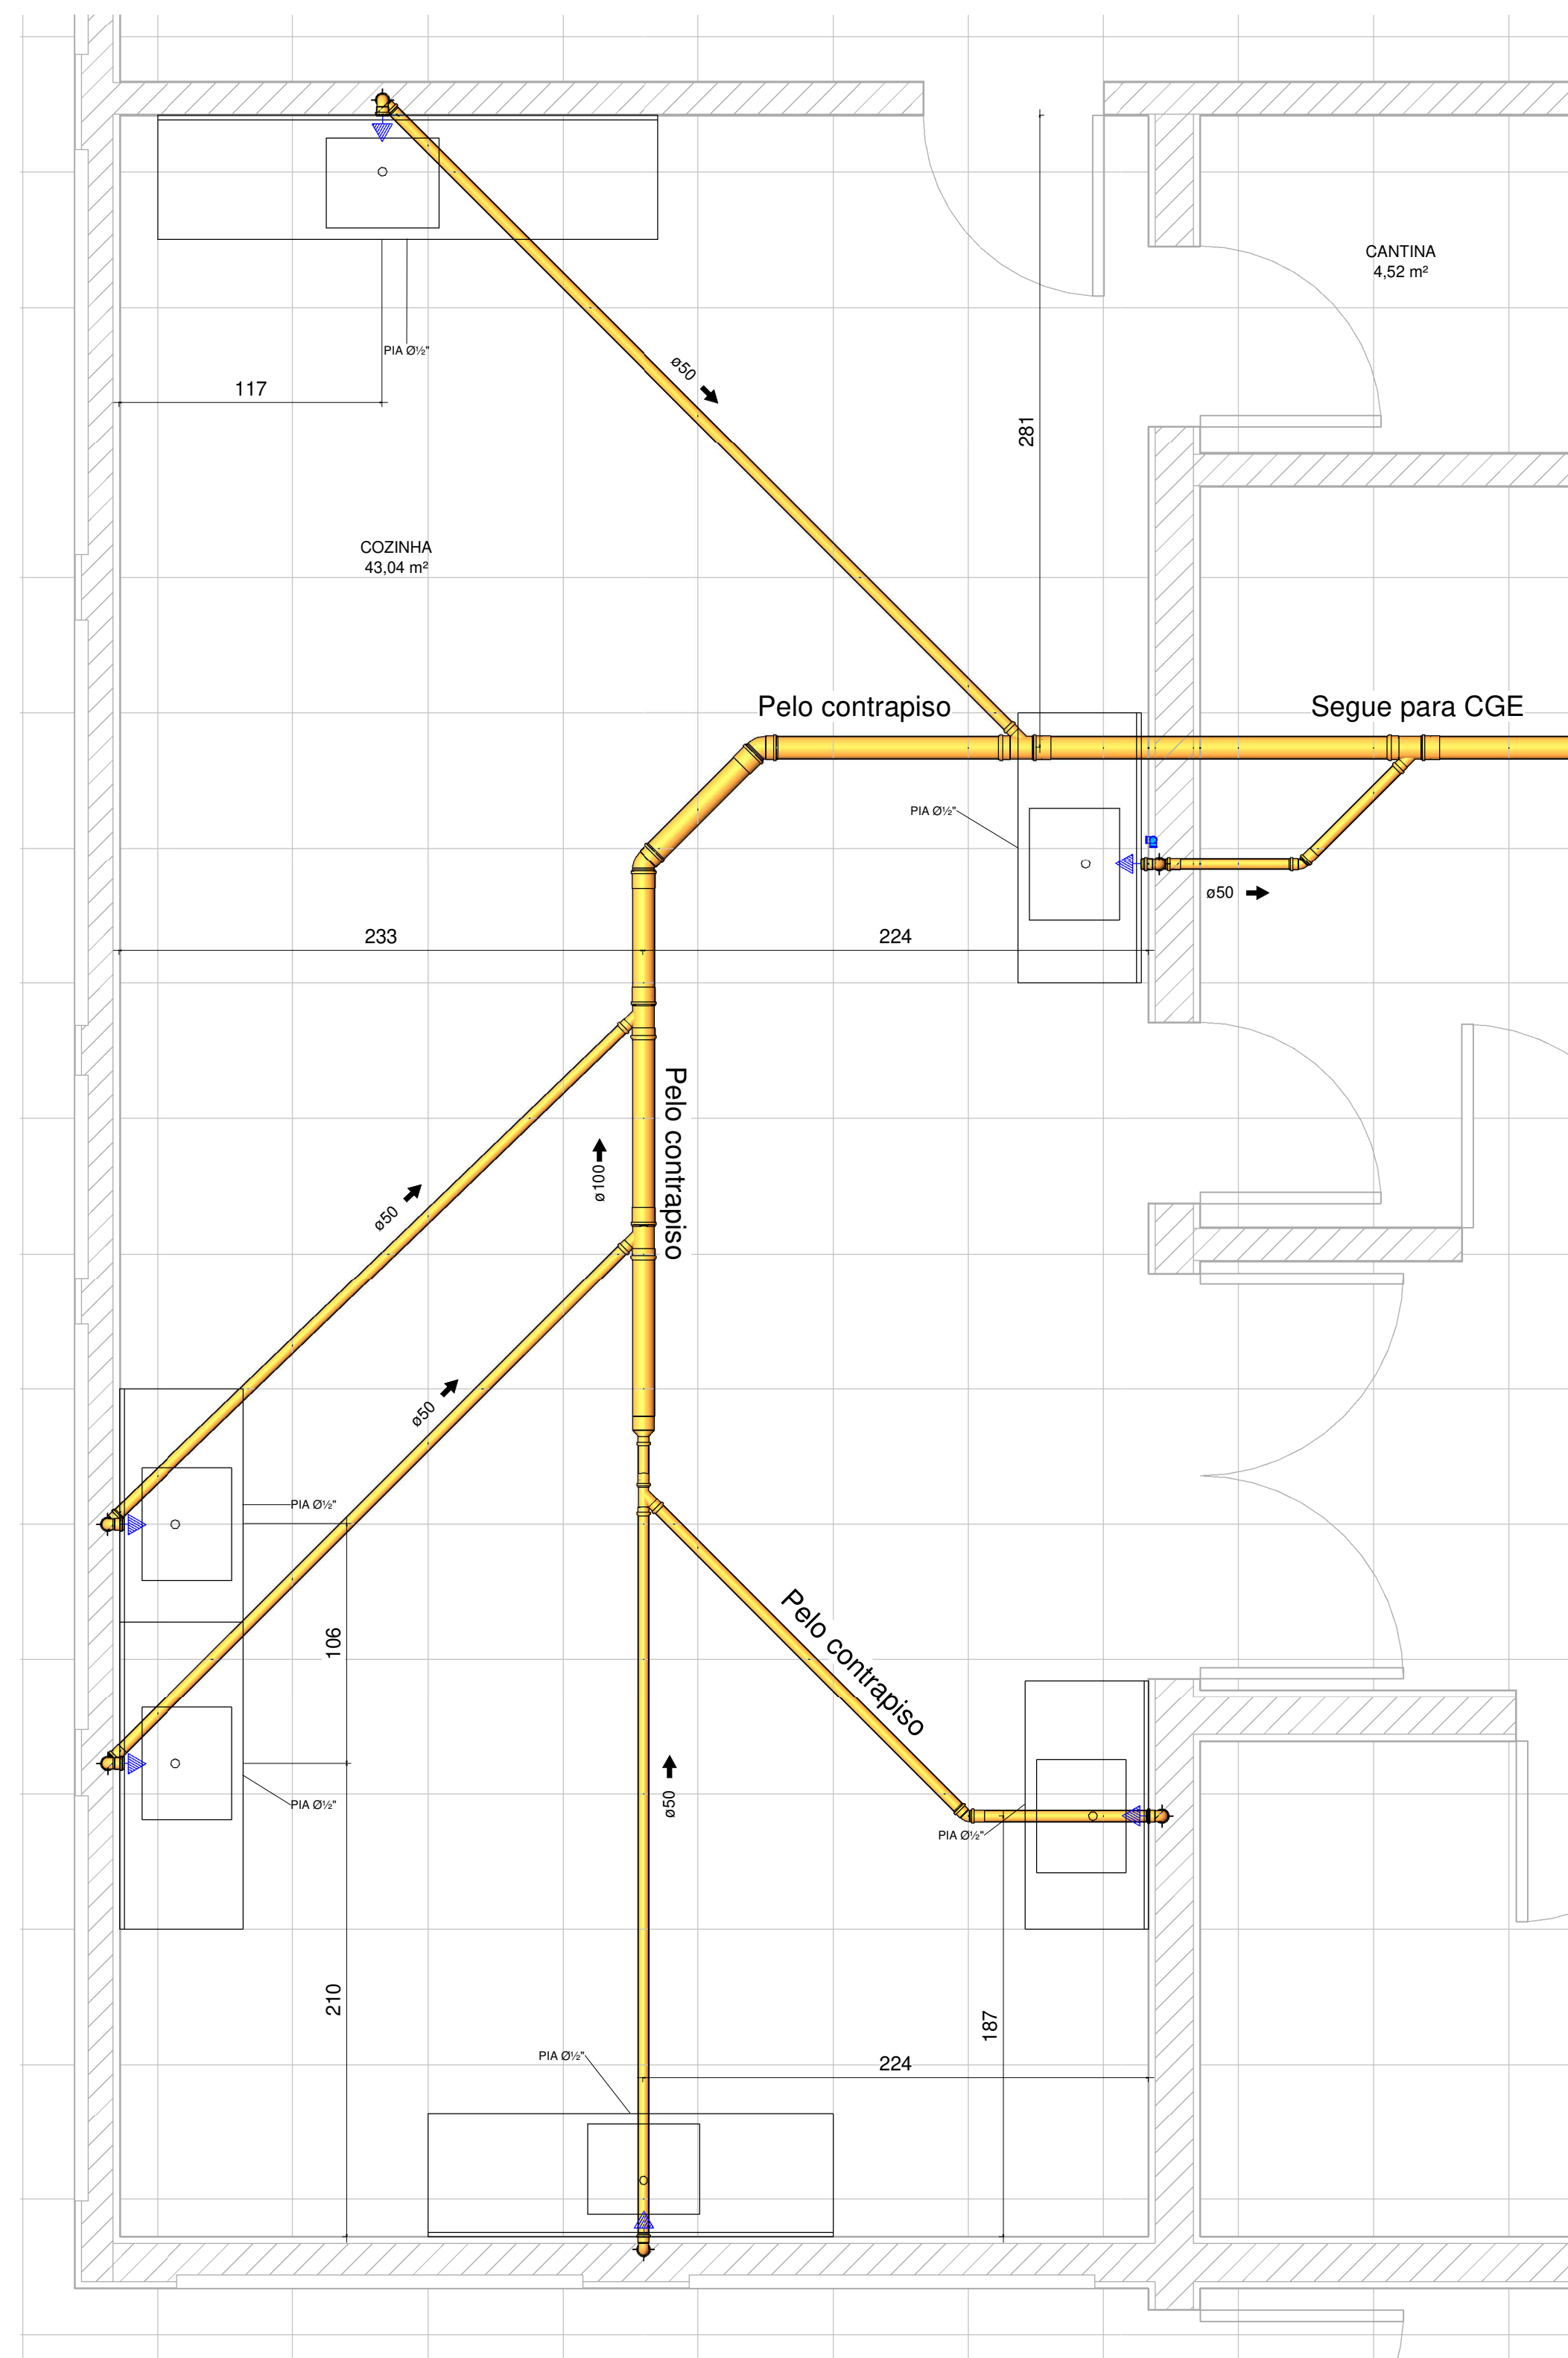 CANTINA
4,52 m²
PIA Ø½"
ø50
117
281
COZINHA
43,04 m²
Pelo contrapiso
Segue para CGE
PIA Ø½"
ø50
233
224
Pelo contrapiso
ø100
ø50
ø50
PIA Ø½"
106
Pelo contrapiso
PIA Ø½"
ø50
PIA Ø½"
210
187
PIA Ø½"
224